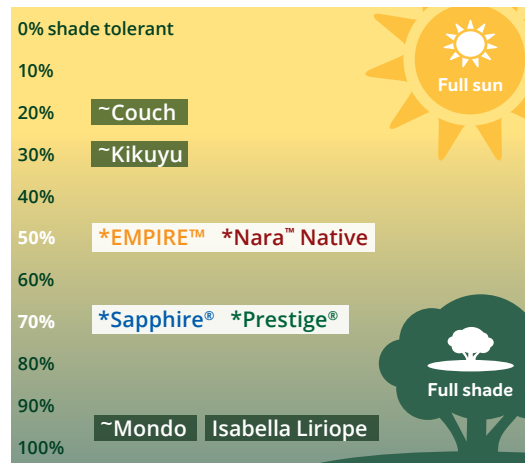 0% shade tolerant
10%
Full sun
20% ~Couch
30% ~Kikuyu
40%
50% *EMPIRE™ *Nara™ Native
60%
70% *Sapphire® *Prestige®
80%
Full shade
90%
~Mondo Isabella Liriope
100%